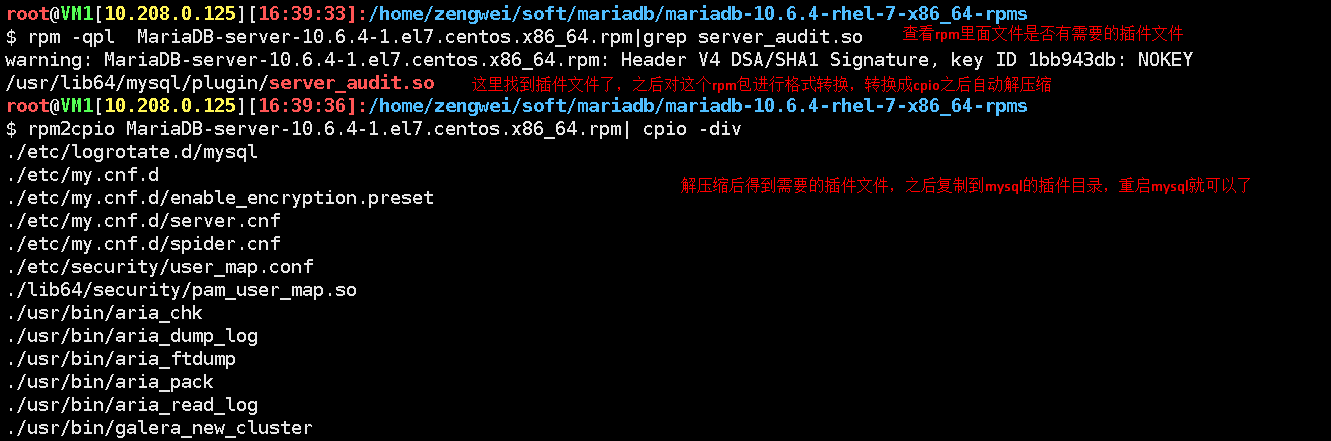 root@VM1[10.208.0.125][16:39:33]:/home/zengwei/soft/mariadb/mariadb-10.6.4-rhel-7-x86_64-rpms
$ rpm -qpl  MariaDB-server-10.6.4-1.el7.centos.x86_64.rpm|grep server_audit.so 查看rpm里面文件是否有需要的插件文件
warning: MariaDB-server-10.6.4-1.el7.centos.x86_64.rpm: Header V4 DSA/SHA1 Signature, key ID 1bb943db: NOKEY
/usr/lib64/mysql/plugin/server_audit.so 这里找到插件文件了，之后对这个rpm包进行格式转换，转换成cpio之后自动解压缩
root@VM1[10.208.0.125][16:39:36]:/home/zengwei/soft/mariadb/mariadb-10.6.4-rhel-7-x86_64-rpms
$ rpm2cpio MariaDB-server-10.6.4-1.el7.centos.x86_64.rpm| cpio -div
./etc/logrotate.d/mysql
./etc/my.cnf.d
解压缩后得到需要的插件文件，之后复制到mysql的插件目录，重启mysql就可以了
./etc/my.cnf.d/enable_encryption.preset
./etc/my.cnf.d/server.cnf
./etc/my.cnf.d/spider.cnf
./etc/security/user_map.conf
./lib64/security/pam_user_map.so
./usr/bin/aria_chk
./usr/bin/aria_dump_log
./usr/bin/aria_ftdump
./usr/bin/aria_pack
./usr/bin/aria_read_log
./usr/bin/galera_new_cluster